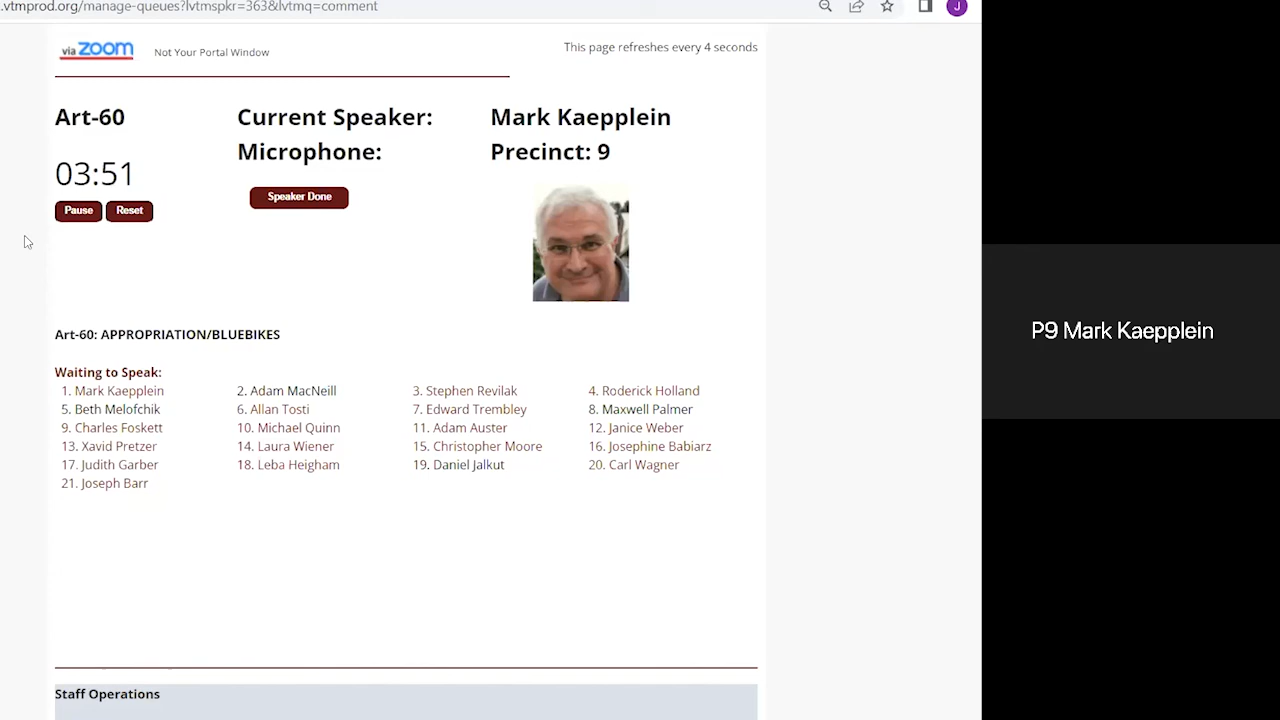 .vtmprod.org/manage-queues?lvtmspkr=363&lvtmq=comment
J
via zoom Not Your Portal Window This page refreshes every 4 seconds
Art-60 Current Speaker: Mark Kaepplein
Microphone: Precinct: 9
03:51
Speaker Done
Pause Reset
Art-60: APPROPRIATION/BLUEBIKES
P9 Mark Kaepplein
Waiting to Speak:
1. Mark Kaepplein 2. Adam MacNeill 3. Stephen Revilak 4. Roderick Holland
5. Beth Melofchik 6. Allan Tosti 7. Edward Trembley 8. Maxwell Palmer
9. Charles Foskett 10. Michael Quinn 11. Adam Auster 12. Janice Weber
13. Xavid Pretzer 14. Laura Wiener 15. Christopher Moore 16. Josephine Babiarz
17. Judith Garber 18. Leba Heigham 19. Daniel Jalkut 20. Carl Wagner
21. Joseph Barr
Staff Operations